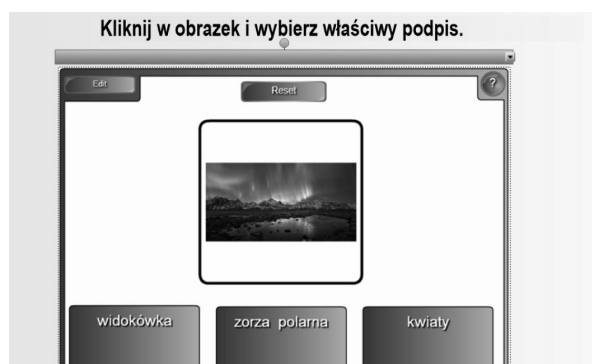 Kliknij w obrazek i wybierz właściwy podpis.
Edit
Reset
?
widokówka
zorza polarna
kwiaty